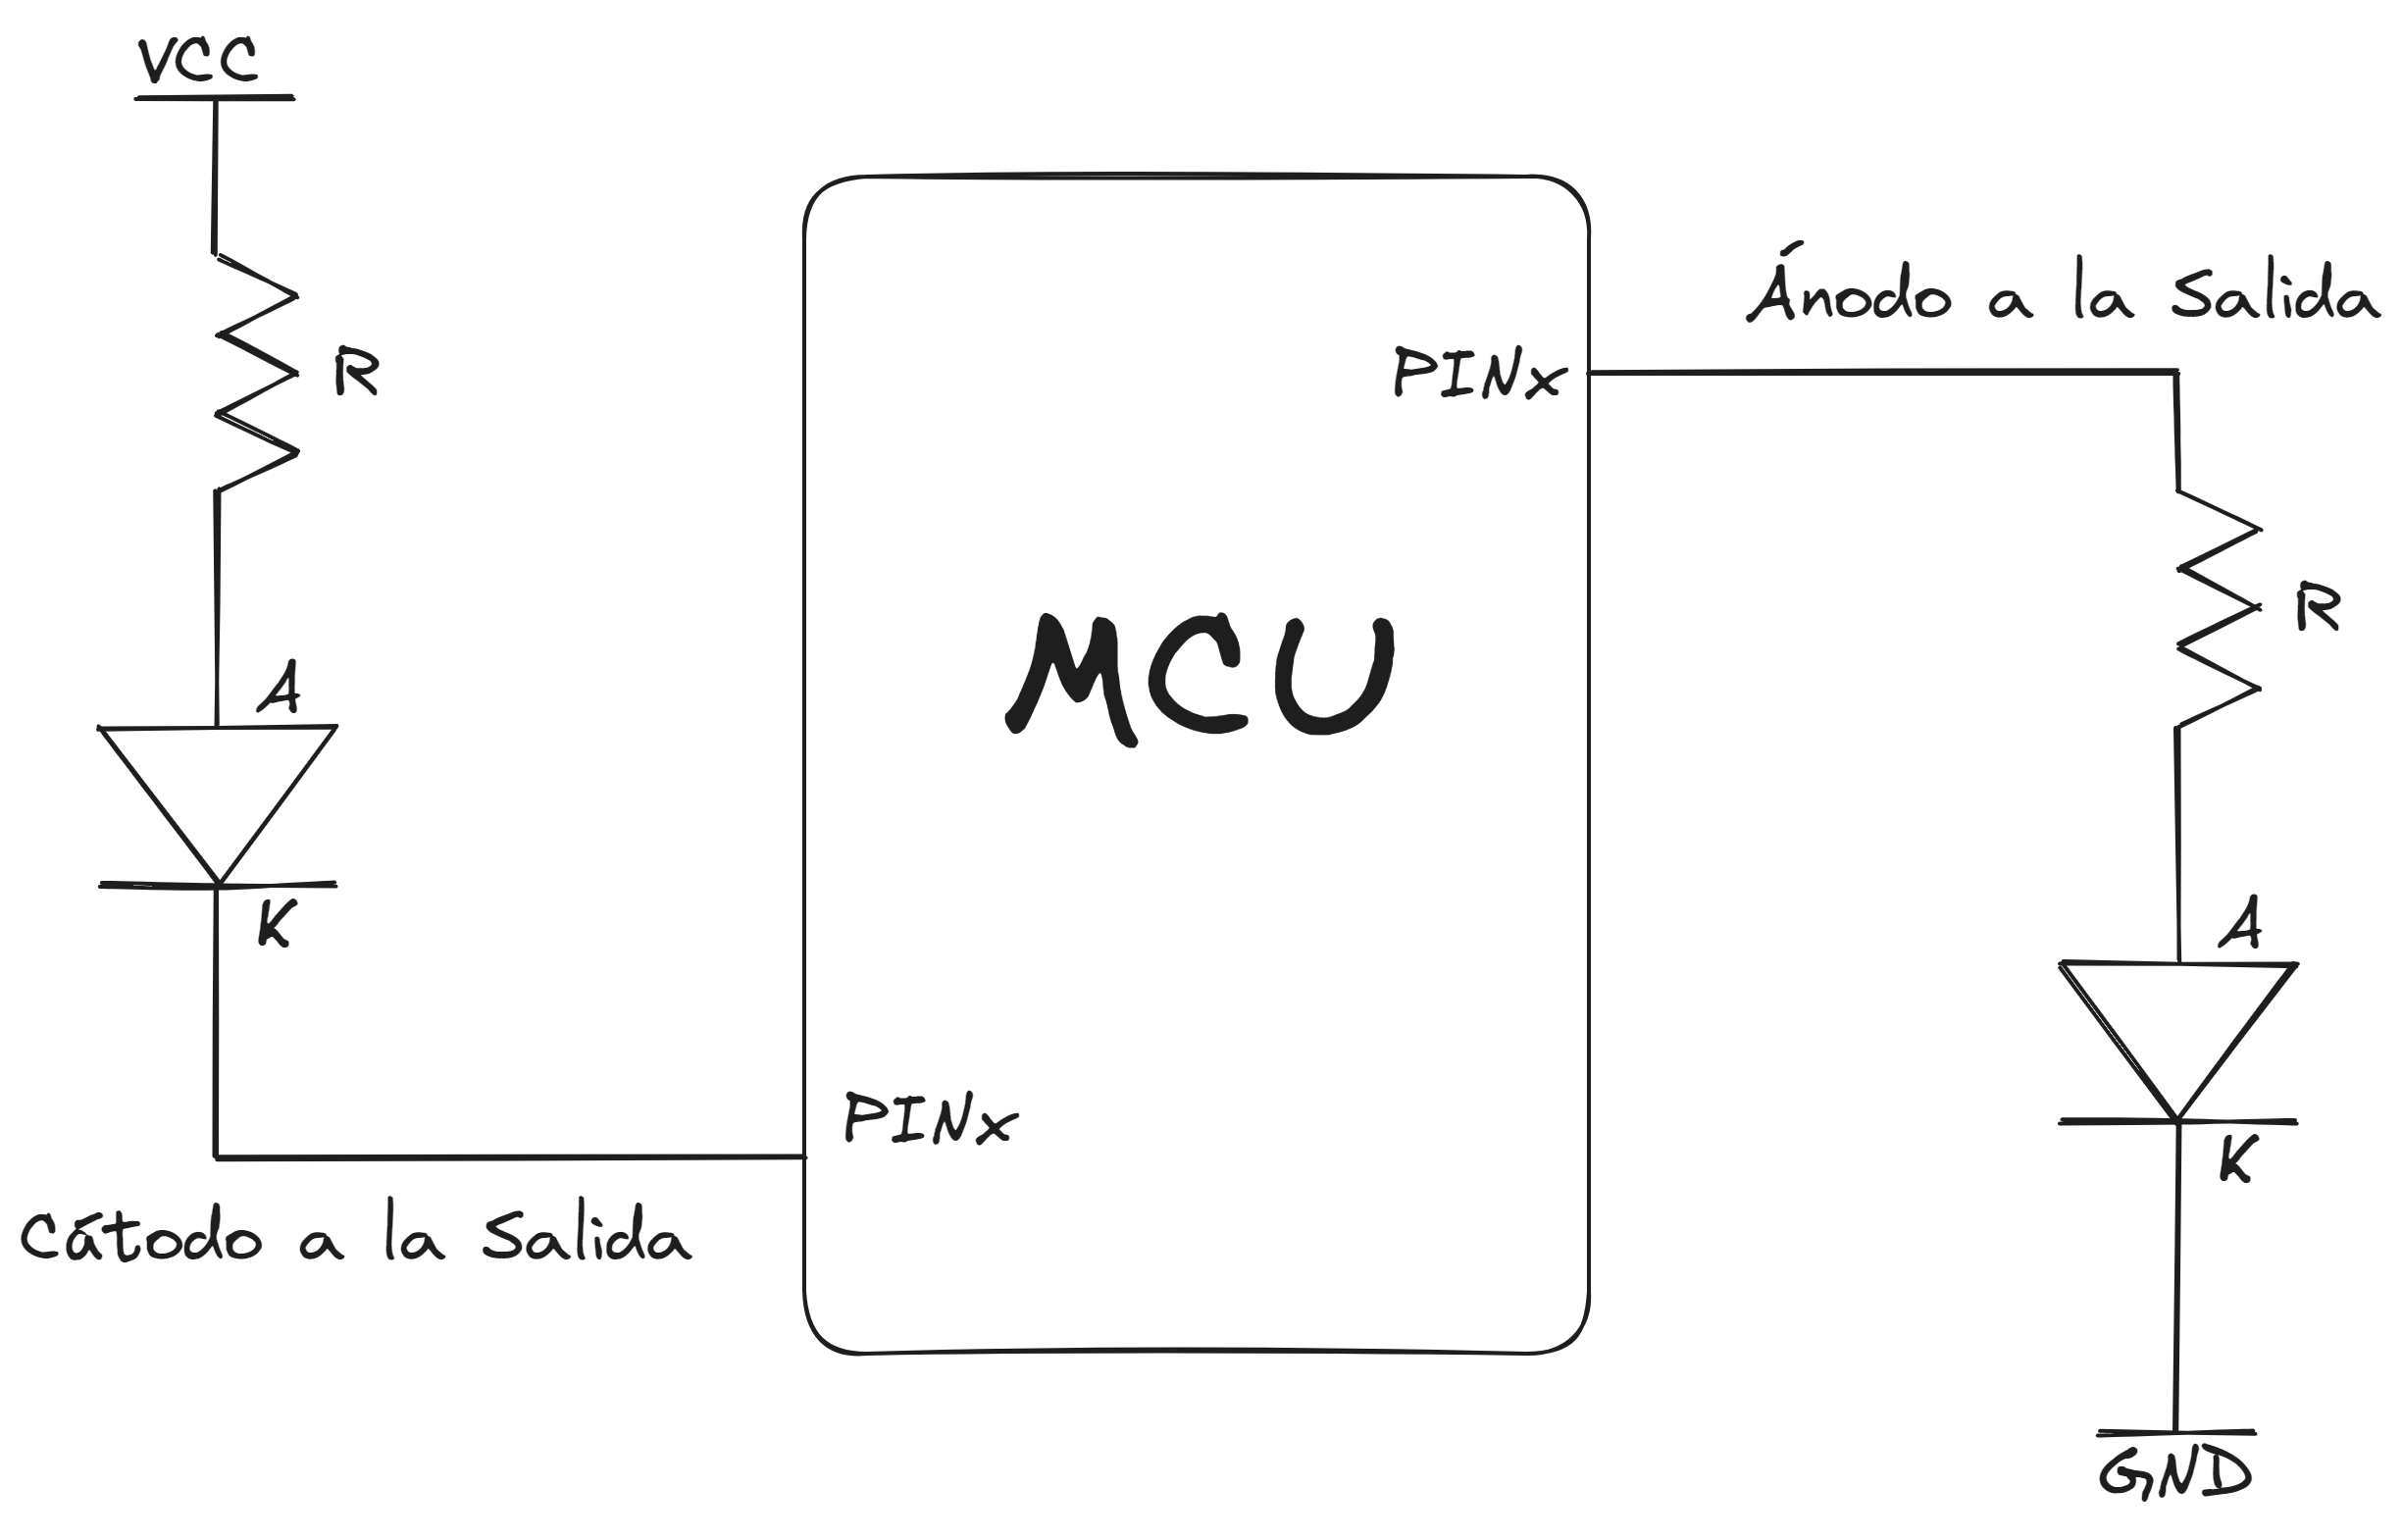 VCC
R
A
K
Cátodo a la Salida
MCU
PINx
PINx
Ánodo a la Salida
R
A
K
GND